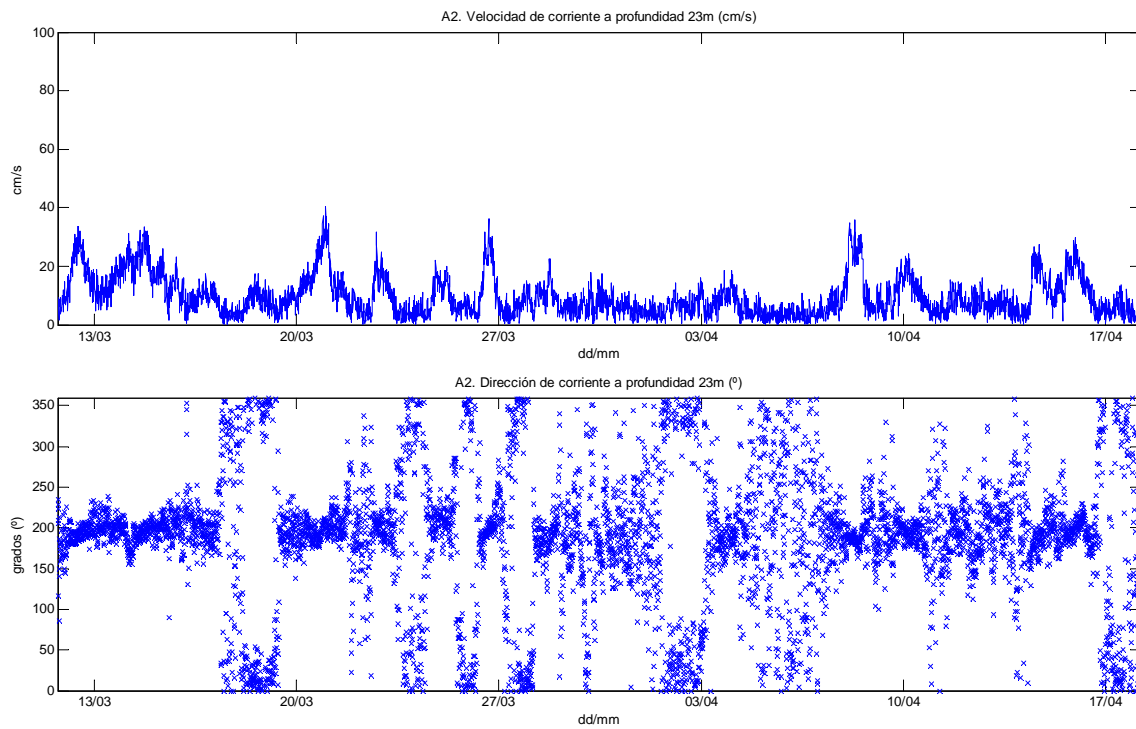 A2. Velocidad de corriente a profundidad 23m (cm/s)
100
80
60
40
20
0
cm/s
13/03 20/03 27/03 03/04 10/04 17/04
dd/mm
A2. Dirección de corriente a profundidad 23m (º)
350
300
250
200
150
100
50
0
grados (º)
13/03 20/03 27/03 03/04 10/04 17/04
dd/mm